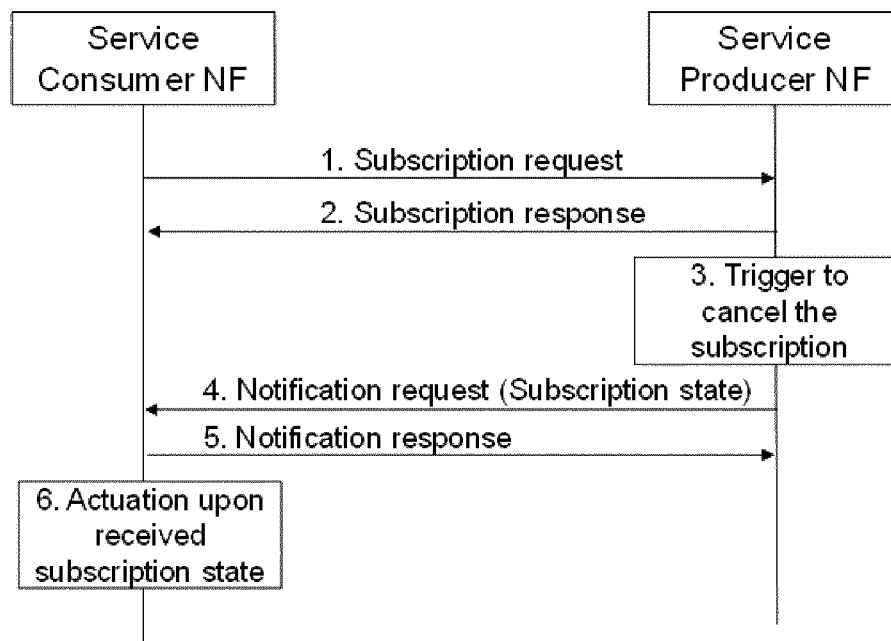 Service
Consumer NF
Service
Producer NF
1. Subscription request
2. Subscription response
3. Trigger to
cancel the
subscription
4. Notification request (Subscription state)
5. Notification response
6. Actuation upon
received
subscription state